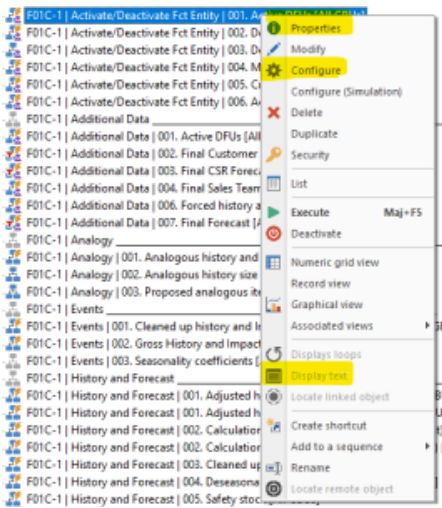 F01C-1 | Activate/Deactivate Fct Entity | 001. Active DFUs [All GBUs]
F01C-1 | Activate/Deactivate Fct Entity | 002. D
F01C-1 | Activate/Deactivate Fct Entity | 003. D
F01C-1 | Activate/Deactivate Fct Entity | 004. M
F01C-1 | Activate/Deactivate Fct Entity | 005. C
F01C-1 | Activate/Deactivate Fct Entity | 006. A
F01C-1 | Additional Data
F01C-1 | Additional Data | 001. Active DFUs [All
F01C-1 | Additional Data | 002. Final Customer
F01C-1 | Additional Data | 003. Final CSR Foreca
F01C-1 | Additional Data | 004. Final Sales Team
F01C-1 | Additional Data | 006. Forced history a
F01C-1 | Additional Data | 007. Final Forecast [A
F01C-1 | Analogy
F01C-1 | Analogy | 001. Analogous history and
F01C-1 | Analogy | 002. Analogous history size
F01C-1 | Analogy | 003. Proposed analogous ite
F01C-1 | Events
F01C-1 | Events | 001. Cleaned up history and In
F01C-1 | Events | 002. Gross History and Impact
F01C-1 | Events | 003. Seasonality coefficients [
F01C-1 | History and Forecast
F01C-1 | History and Forecast | 001. Adjusted h
F01C-1 | History and Forecast | 001. Adjusted h
F01C-1 | History and Forecast | 002. Calculation
F01C-1 | History and Forecast | 002. Calculation
F01C-1 | History and Forecast | 003. Cleaned up
F01C-1 | History and Forecast | 004. Deseasona
F01C-1 | History and Forecast | 005. Safety stock
Properties
Modify
Configure
Configure (Simulation)
Delete
Duplicate
Security
List
Execute Maj+F5
Deactivate
Numeric grid view
Record view
Graphical view
Associated views
Displays loops
Display text
Locate linked object
Create shortcut
Add to a sequence
Rename
Locate remote object